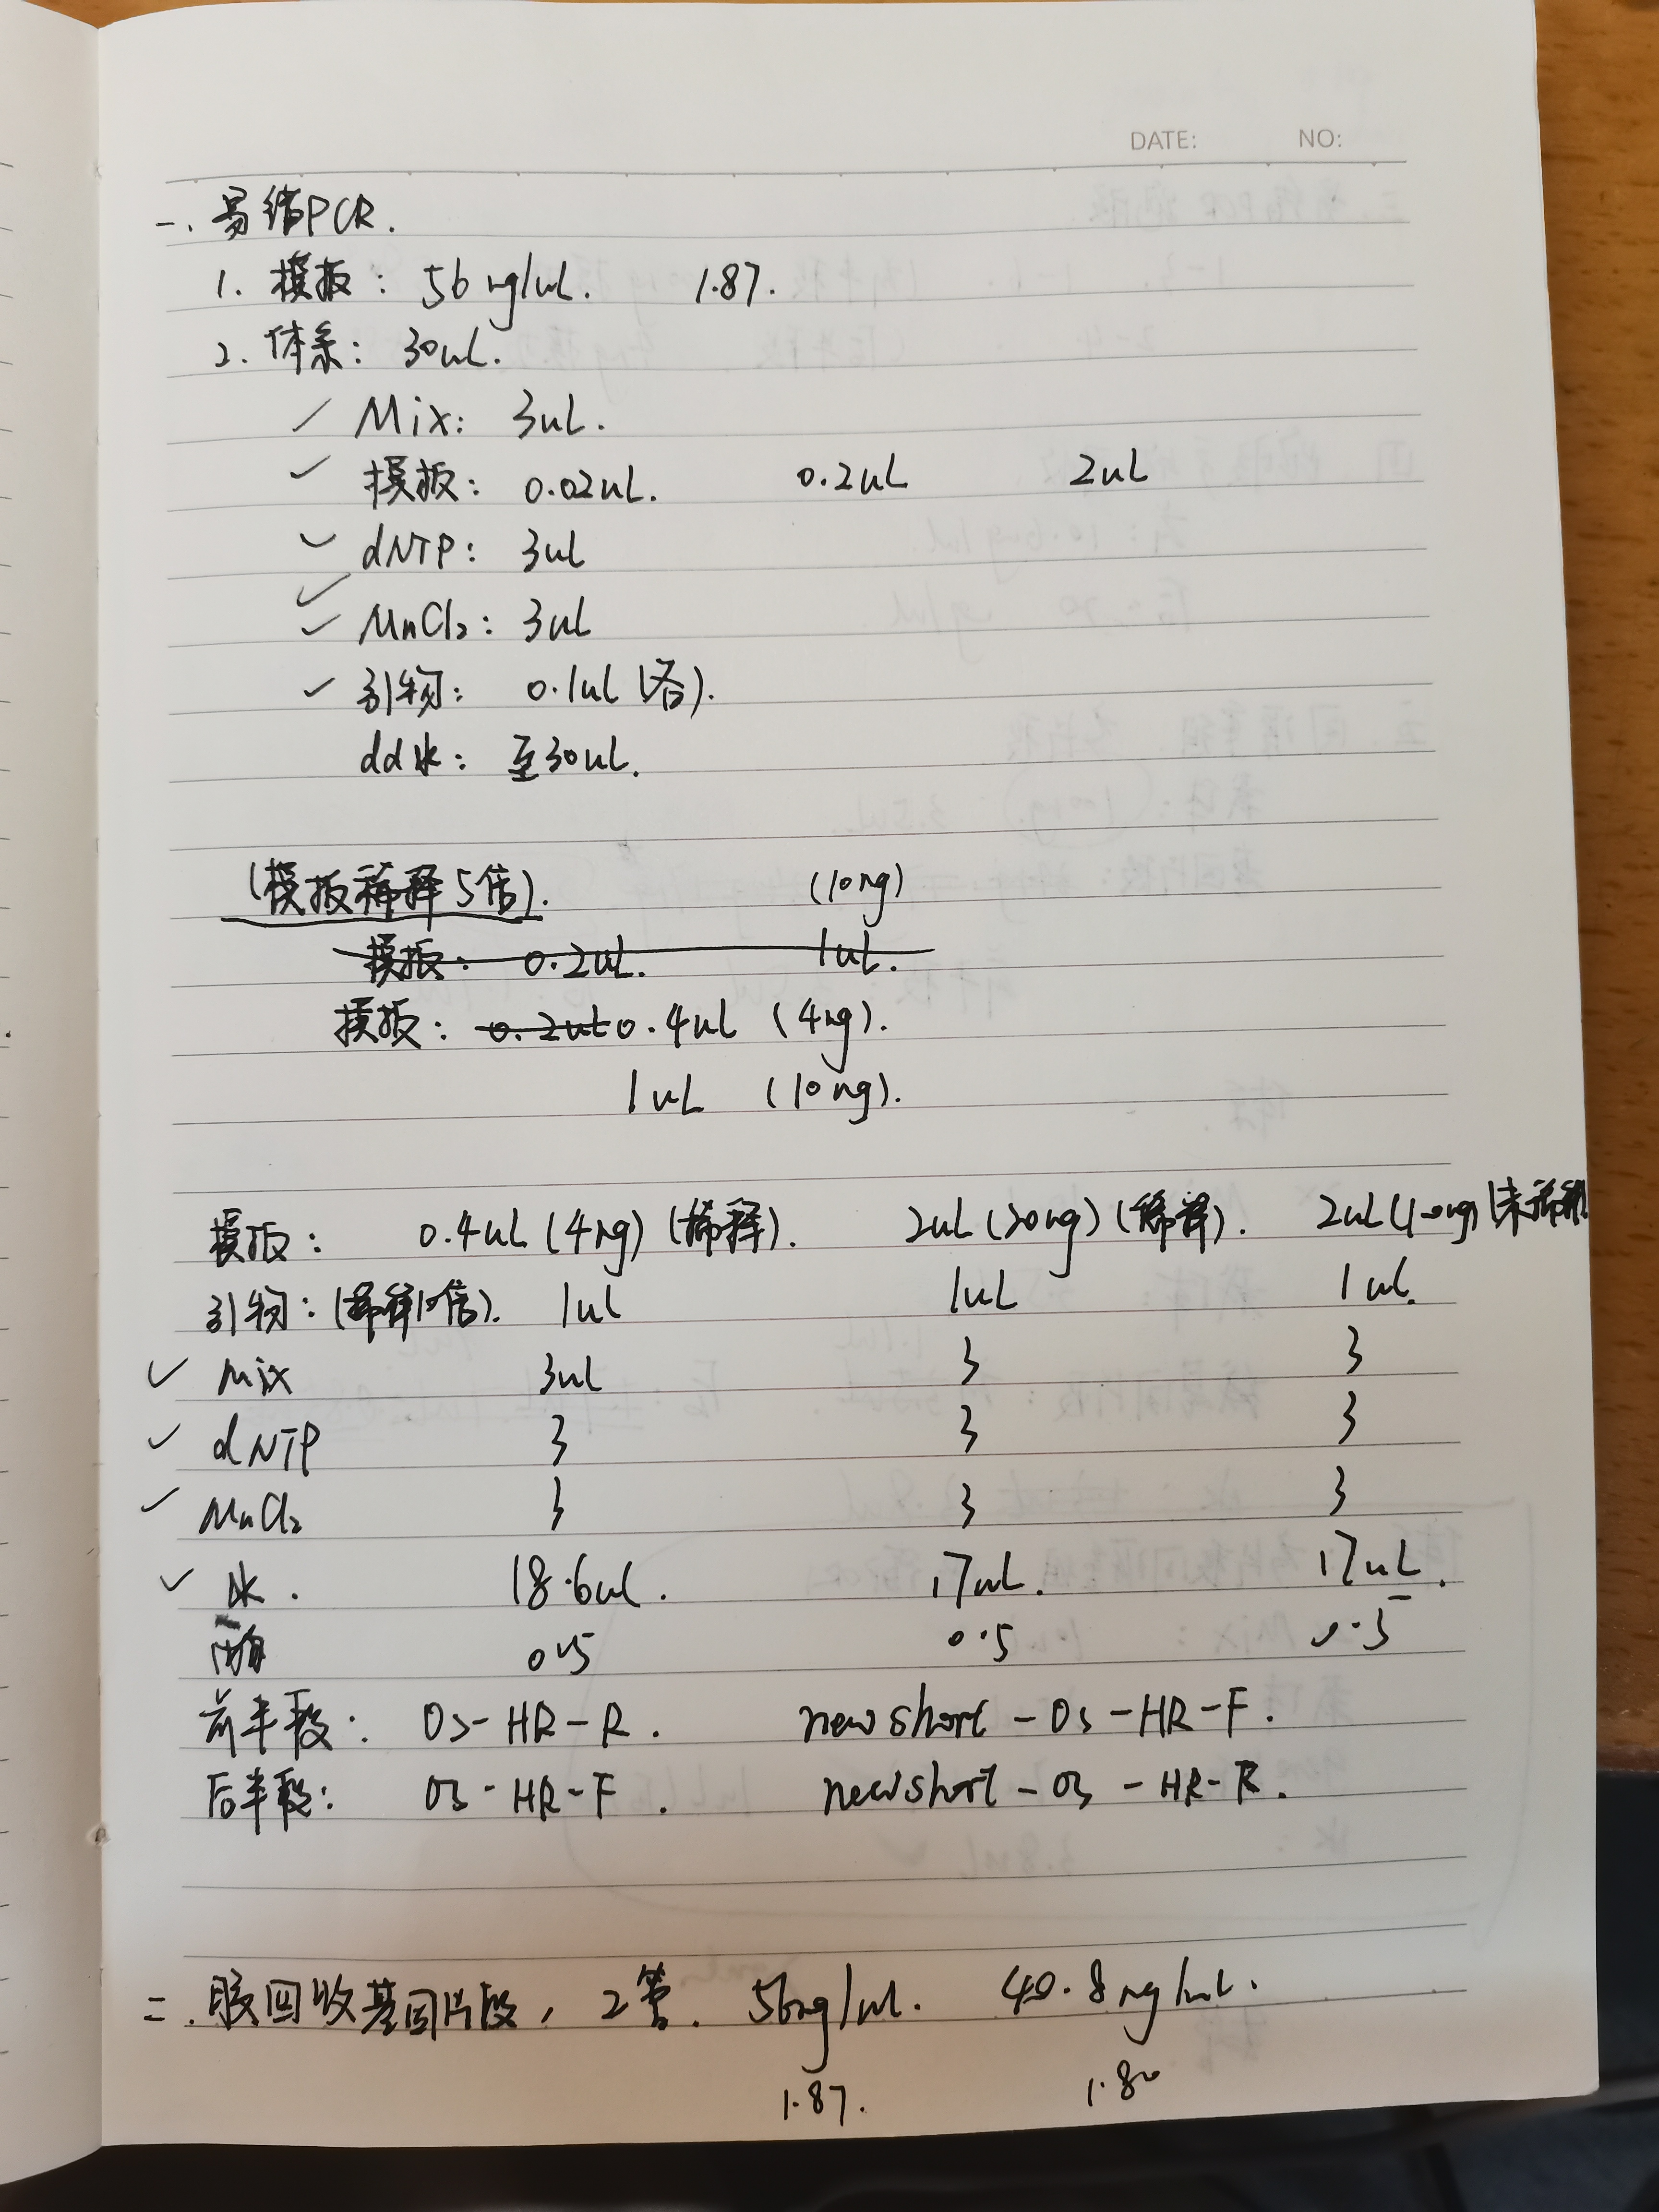 DATE: NO:
一. 易错PCR.
1. 模板: 56ng/uL. 1.87.
2. 体系: 30uL.
✓ Mix: 3uL.
✓ 模板: 0.02uL. 0.2uL 2uL
✓ dNTP: 3uL
✓ MnCl₂: 3uL
✓ 引物: 0.1uL (各).
dd水: 至30uL.
(模板稀释5倍). (10ng)
模板: 0.2uL. 1uL.
模板: 0.2uL 0.4uL (4ng).
1uL (10ng).
模板: 0.4uL (4ng) (稀释). 2uL (20ng) (稀释). 2uL (100ng) (未稀释
引物: (稀释10倍). 1uL 1uL 1uL.
✓ Mix 3uL 3 3
✓ dNTP 3 3 3
✓ MnCl₂ 3 3 3
✓ 水. 18.6uL. 17uL. 17uL.
酶 0.5 0.5 0.5
前半段: Os-HR-R. new short-Os-HR-F.
后半段: Os-HR-F. new short-Os-HR-R.
二. 胶回收基因片段, 2管. 56ng/uL. 40.8ng/uL.
1.87. 1.80